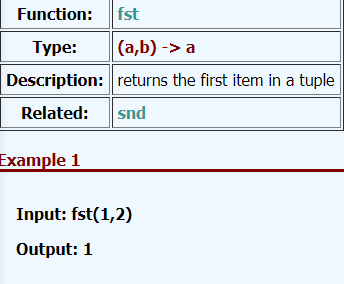 Function: fst
Type: (a,b) -> a
Description: returns the first item in a tuple
Related: snd
Example 1
Input: fst(1,2)
Output: 1